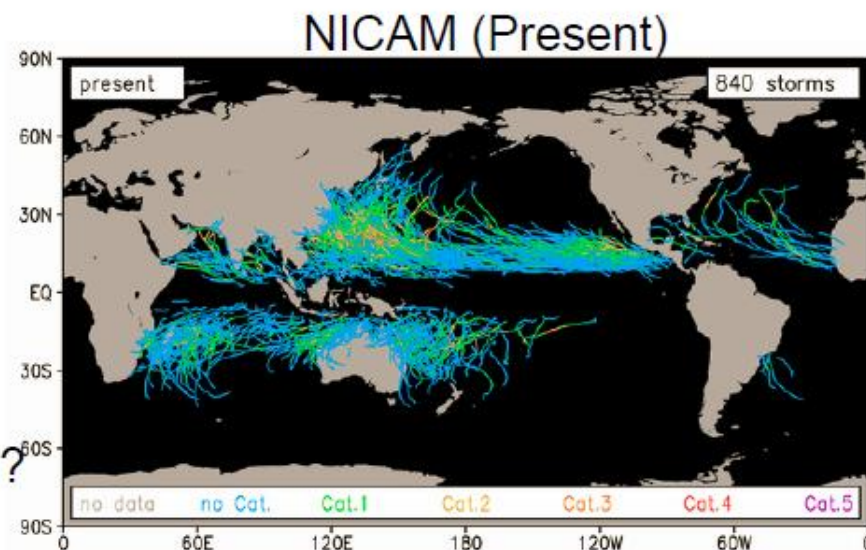 NICAM (Present)
90N
present
840 storms
60N
30N
EQ
30S
?
60S
no data no Cat. Cat.1 Cat.2 Cat.3 Cat.4 Cat.5
90S
0 60E 120E 180 120W 60W